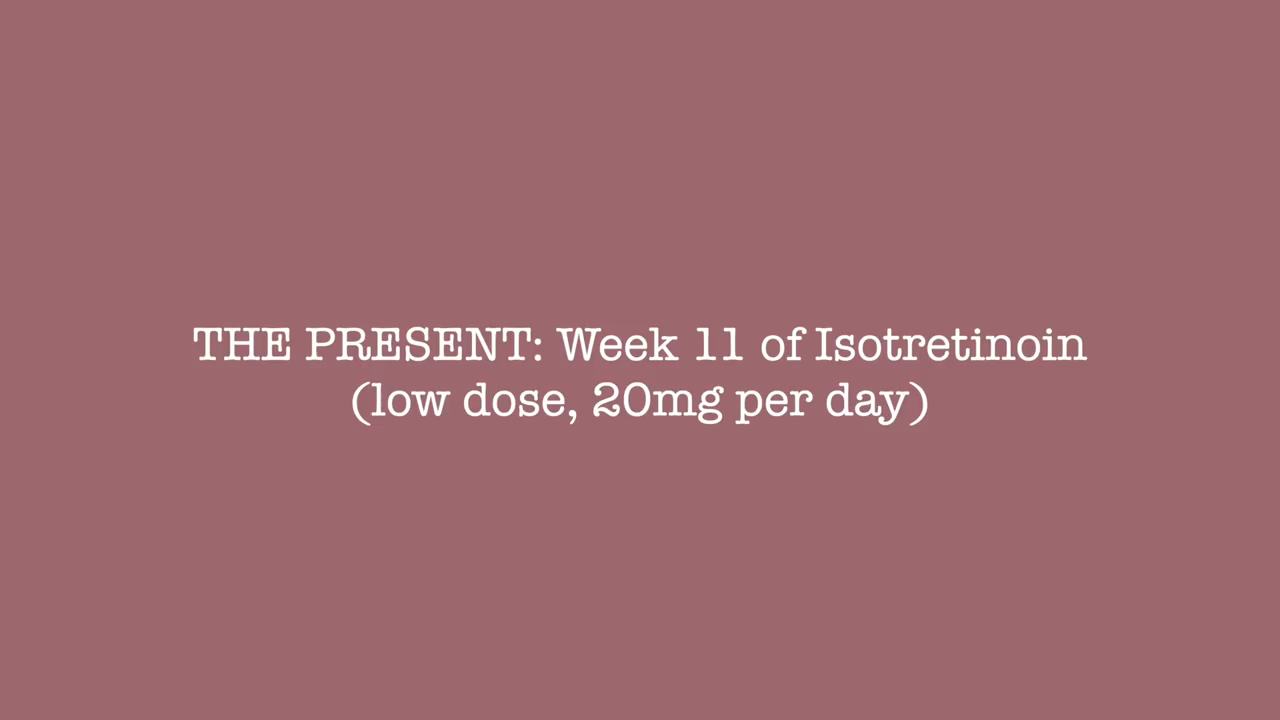 THE PRESENT: Week 11 of Isotretinoin
(low dose, 20mg per day)